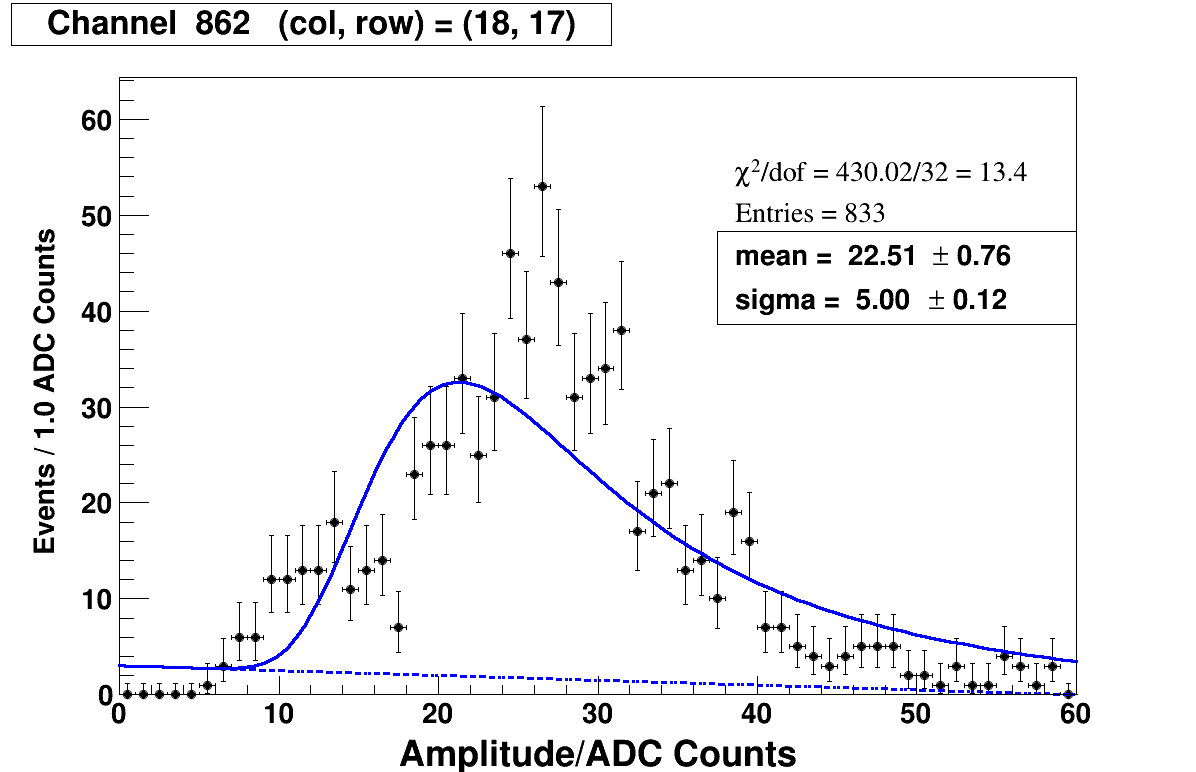 Channel 862 (col, row) = (18, 17)
χ²/dof = 430.02/32 = 13.4
Entries = 833
mean = 22.51 ± 0.76
sigma = 5.00 ± 0.12
Events / 1.0 ADC Counts
60
50
40
30
20
10
0
0 10 20 30 40 50 60
Amplitude/ADC Counts